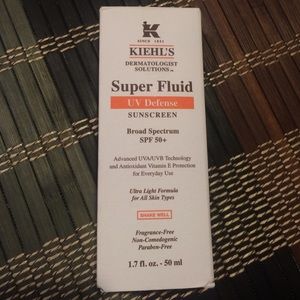 K
SINCE 1851
KIEHL'S
DERMATOLOGIST
SOLUTIONS™
Super Fluid
UV Defense
SUNSCREEN
Broad Spectrum
SPF 50+
Advanced UVA/UVB Technology
and Antioxidant Vitamin E Protection
for Everyday Use
Ultra Light Formula
for All Skin Types
SHAKE WELL
Fragrance-Free
Non-Comedogenic
Paraben-Free
1.7 fl. oz. - 50 ml